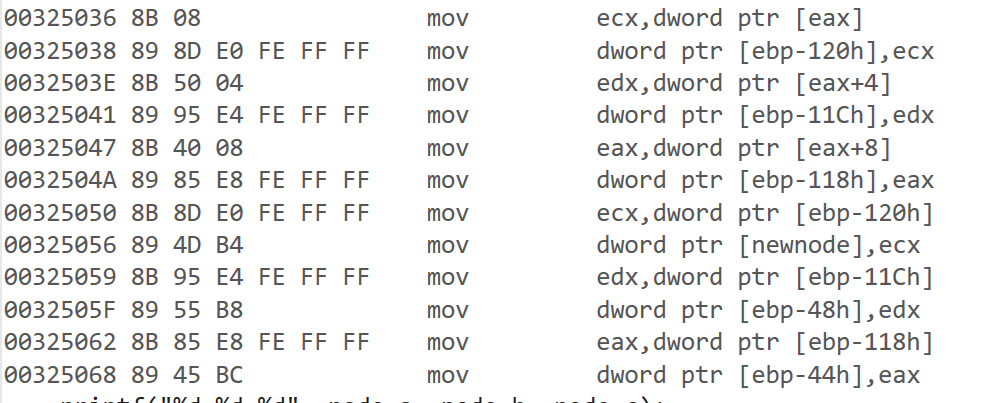 00325036 8B 08 mov ecx,dword ptr [eax]
00325038 89 8D E0 FE FF FF mov dword ptr [ebp-120h],ecx
0032503E 8B 50 04 mov edx,dword ptr [eax+4]
00325041 89 95 E4 FE FF FF mov dword ptr [ebp-11Ch],edx
00325047 8B 40 08 mov eax,dword ptr [eax+8]
0032504A 89 85 E8 FE FF FF mov dword ptr [ebp-118h],eax
00325050 8B 8D E0 FE FF FF mov ecx,dword ptr [ebp-120h]
00325056 89 4D B4 mov dword ptr [newnode],ecx
00325059 8B 95 E4 FE FF FF mov edx,dword ptr [ebp-11Ch]
0032505F 89 55 B8 mov dword ptr [ebp-48h],edx
00325062 8B 85 E8 FE FF FF mov eax,dword ptr [ebp-118h]
00325068 89 45 BC mov dword ptr [ebp-44h],eax